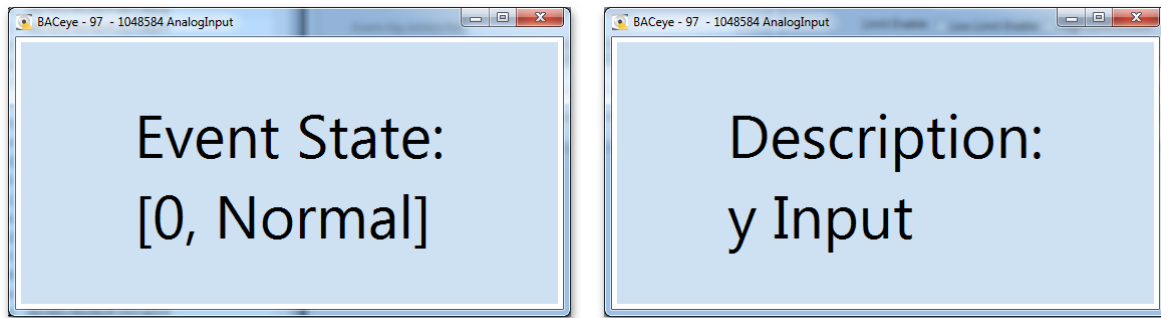 BACeye - 97 - 1048584 AnalogInput
Event State:
[0, Normal]
BACeye - 97 - 1048584 AnalogInput
Description:
y Input